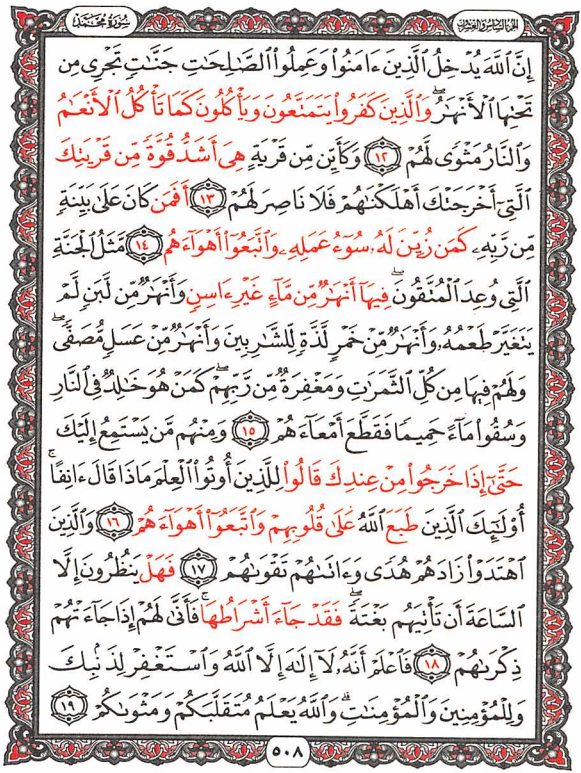 الجزء السادس والعشرون
سورة محمد
إِنَّ ٱللَّهَ يُدۡخِلُ ٱلَّذِينَ ءَامَنُواْ وَعَمِلُواْ ٱلصَّٰلِحَٰتِ جَنَّٰتٖ تَجۡرِي مِن
تَحۡتِهَا ٱلۡأَنۡهَٰرُۖ وَٱلَّذِينَ كَفَرُواْ يَتَمَتَّعُونَ وَيَأۡكُلُونَ كَمَا تَأۡكُلُ ٱلۡأَنۡعَٰمُ
وَٱلنَّارُ مَثۡوٗى لَّهُمۡ ١٢ وَكَأَيِّن مِّن قَرۡيَةٍ هِيَ أَشَدُّ قُوَّةٗ مِّن قَرۡيَتِكَ
ٱلَّتِيٓ أَخۡرَجَتۡكَ أَهۡلَكۡنَٰهُمۡ فَلَا نَاصِرَ لَهُمۡ ١٣ أَفَمَن كَانَ عَلَىٰ بَيِّنَةٖ
مِّن رَّبِّهِۦ كَمَن زُيِّنَ لَهُۥ سُوٓءُ عَمَلِهِۦ وَٱتَّبَعُوٓاْ أَهۡوَآءَهُم ١٤ مَّثَلُ ٱلۡجَنَّةِ
ٱلَّتِي وُعِدَ ٱلۡمُتَّقُونَۖ فِيهَآ أَنۡهَٰرٞ مِّن مَّآءٍ غَيۡرِ ءَاسِنٖ وَأَنۡهَٰرٞ مِّن لَّبَنٖ لَّمۡ
يَتَغَيَّرۡ طَعۡمُهُۥ وَأَنۡهَٰرٞ مِّنۡ خَمۡرٖ لَّذَّةٖ لِّلشَّٰرِبِينَ وَأَنۡهَٰرٞ مِّنۡ عَسَلٖ مُّصَفّٗىۖ
وَلَهُمۡ فِيهَا مِن كُلِّ ٱلثَّمَرَٰتِ وَمَغۡفِرَةٞ مِّن رَّبِّهِمۡۖ كَمَنۡ هُوَ خَٰلِدٞ فِي ٱلنَّارِ
وَسُقُواْ مَآءً حَمِيمٗا فَقَطَّعَ أَمۡعَآءَهُمۡ ١٥ وَمِنۡهُم مَّن يَسۡتَمِعُ إِلَيۡكَ
حَتَّىٰٓ إِذَا خَرَجُواْ مِنۡ عِندِكَ قَالُواْ لِلَّذِينَ أُوتُواْ ٱلۡعِلۡمَ مَاذَا قَالَ ءَانِفًاۚ
أُوْلَٰٓئِكَ ٱلَّذِينَ طَبَعَ ٱللَّهُ عَلَىٰ قُلُوبِهِمۡ وَٱتَّبَعُوٓاْ أَهۡوَآءَهُمۡ ١٦ وَٱلَّذِينَ
ٱهۡتَدَوۡاْ زَادَهُمۡ هُدٗى وَءَاتَىٰهُمۡ تَقۡوَىٰهُمۡ ١٧ فَهَلۡ يَنظُرُونَ إِلَّا
ٱلسَّاعَةَ أَن تَأۡتِيَهُم بَغۡتَةٗۖ فَقَدۡ جَآءَ أَشۡرَاطُهَاۚ فَأَنَّىٰ لَهُمۡ إِذَا جَآءَتۡهُمۡ
ذِكۡرَىٰهُمۡ ١٨ فَٱعۡلَمۡ أَنَّهُۥ لَآ إِلَٰهَ إِلَّا ٱللَّهُ وَٱسۡتَغۡفِرۡ لِذَنۢبِكَ
وَلِلۡمُؤۡمِنِينَ وَٱلۡمُؤۡمِنَٰتِۗ وَٱللَّهُ يَعۡلَمُ مُتَقَلَّبَكُمۡ وَمَثۡوَىٰكُمۡ ١٩
٥٠٨